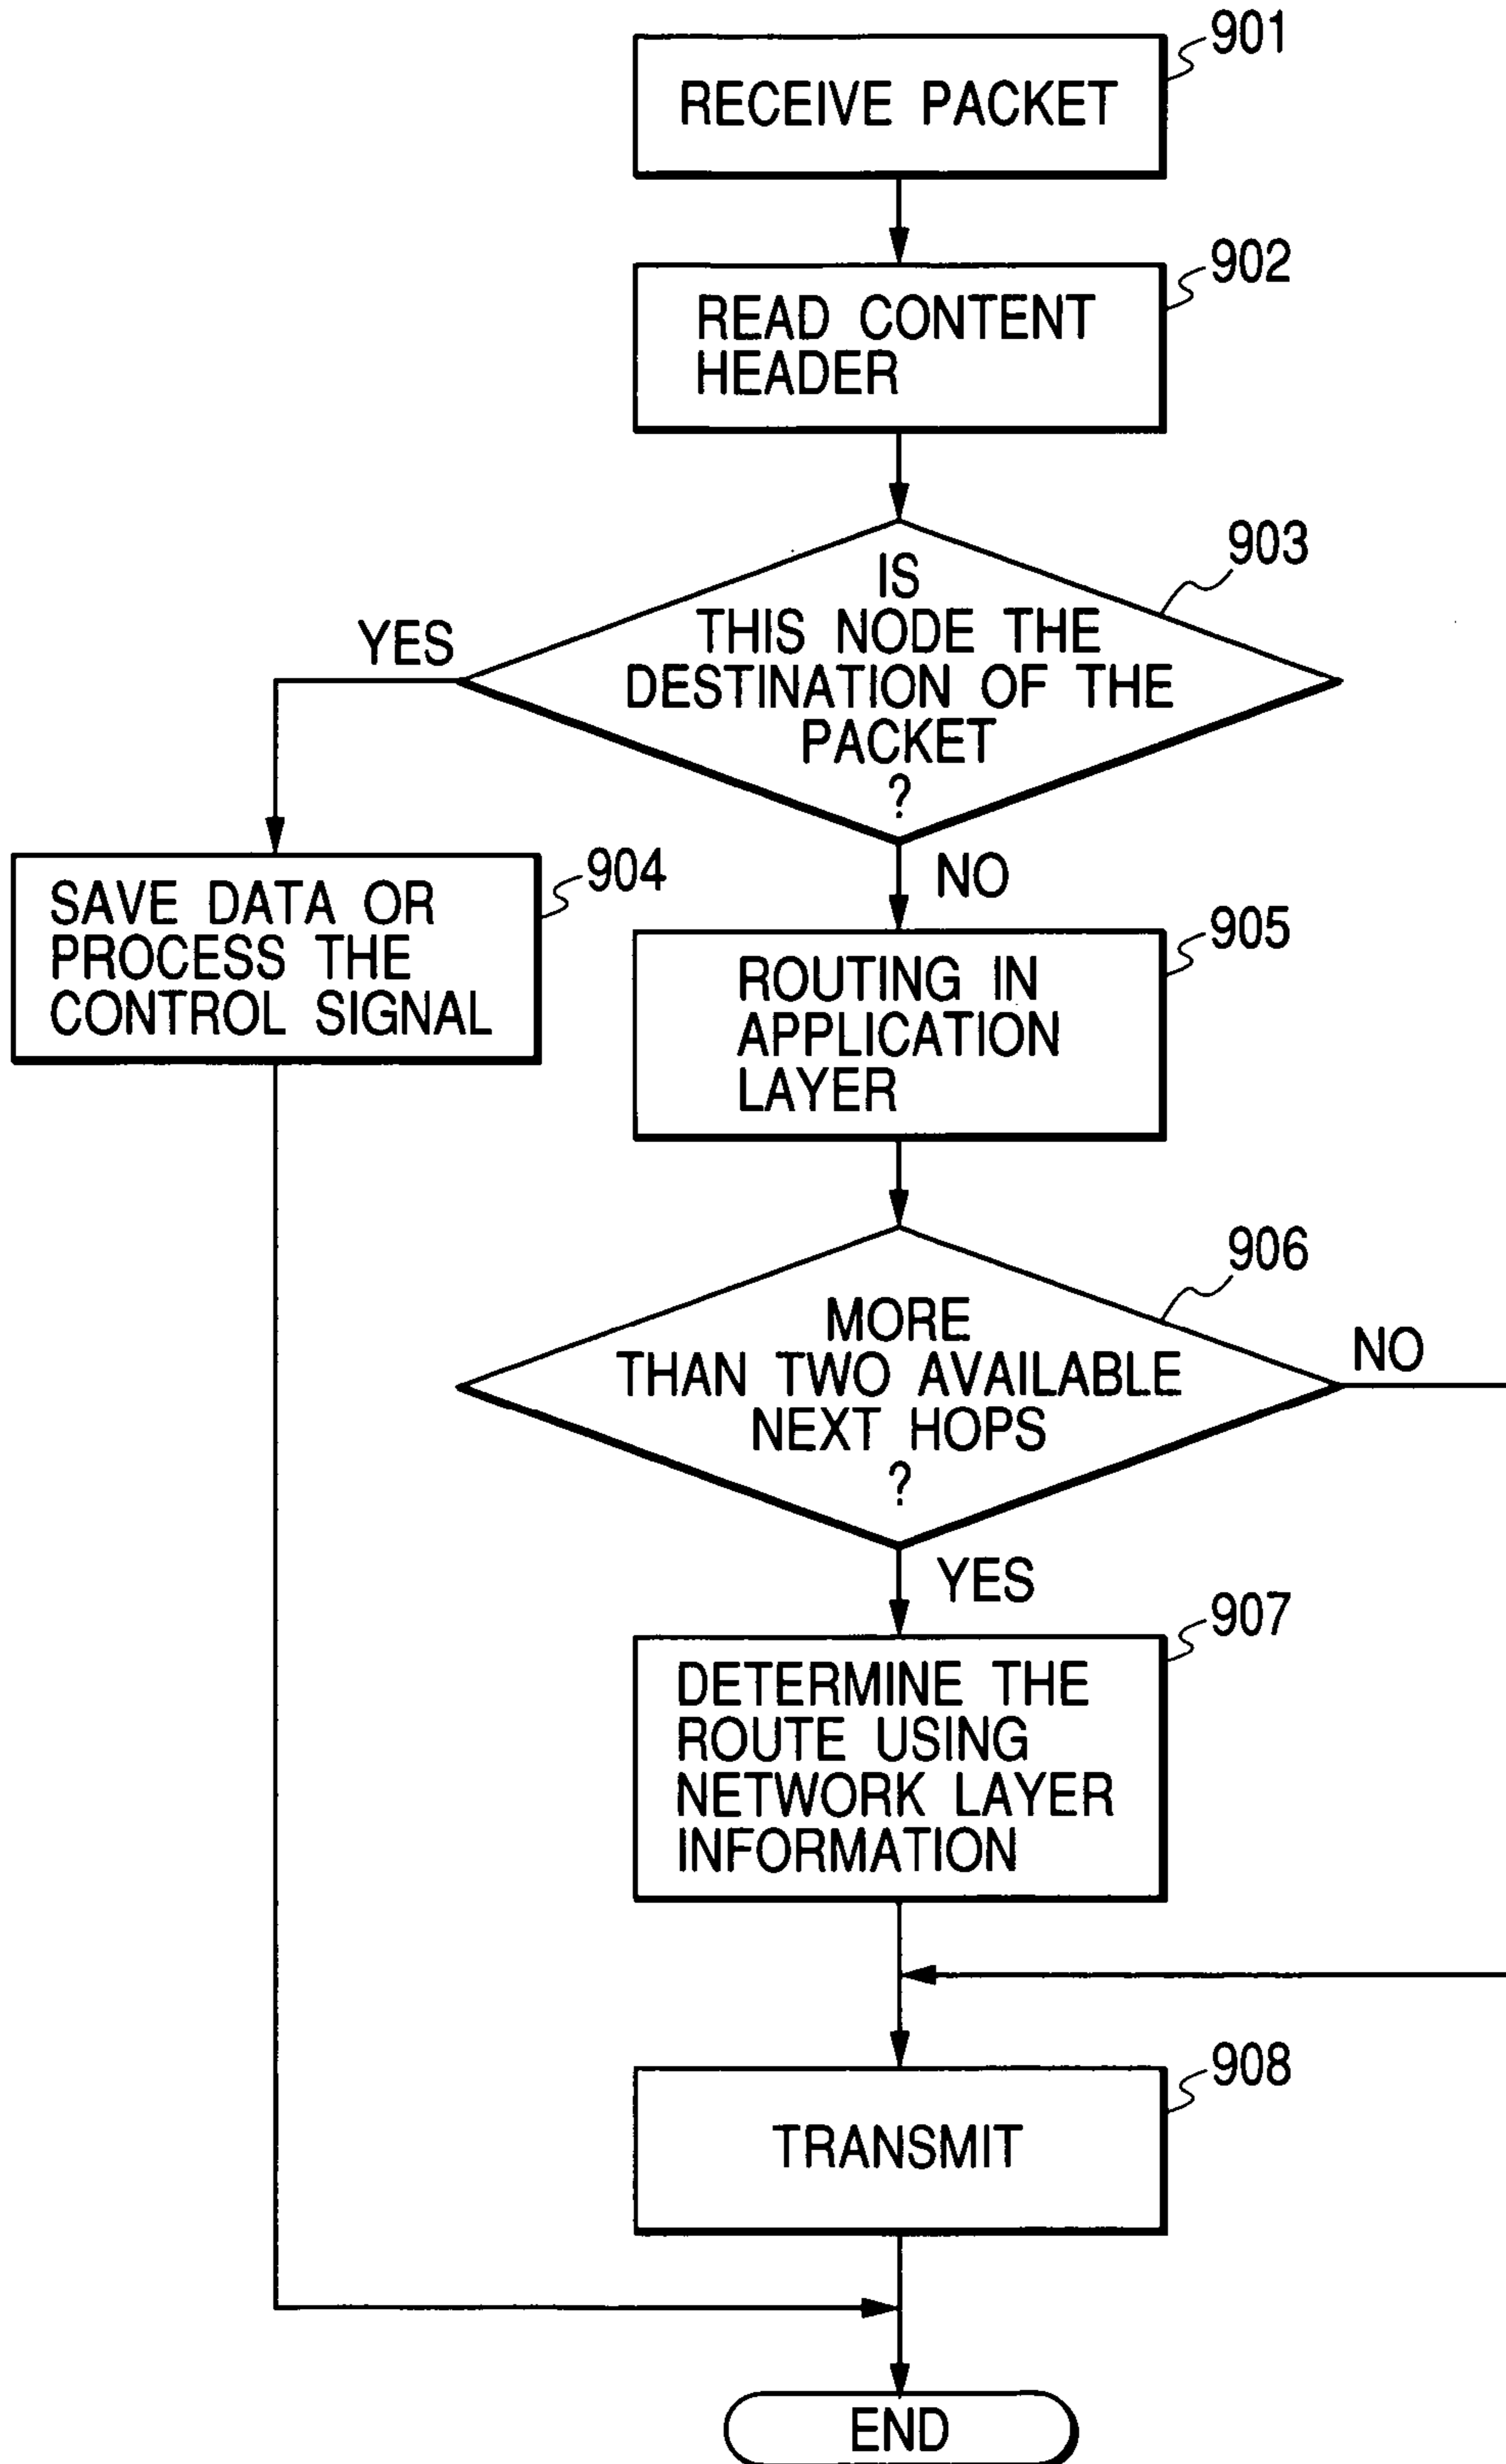 901
RECEIVE PACKET
902
READ CONTENT
HEADER
903
IS
THIS NODE THE
DESTINATION OF THE
PACKET
?
YES
NO
904
SAVE DATA OR
PROCESS THE
CONTROL SIGNAL
905
ROUTING IN
APPLICATION
LAYER
906
MORE
THAN TWO AVAILABLE
NEXT HOPS
?
NO
YES
907
DETERMINE THE
ROUTE USING
NETWORK LAYER
INFORMATION
908
TRANSMIT
END